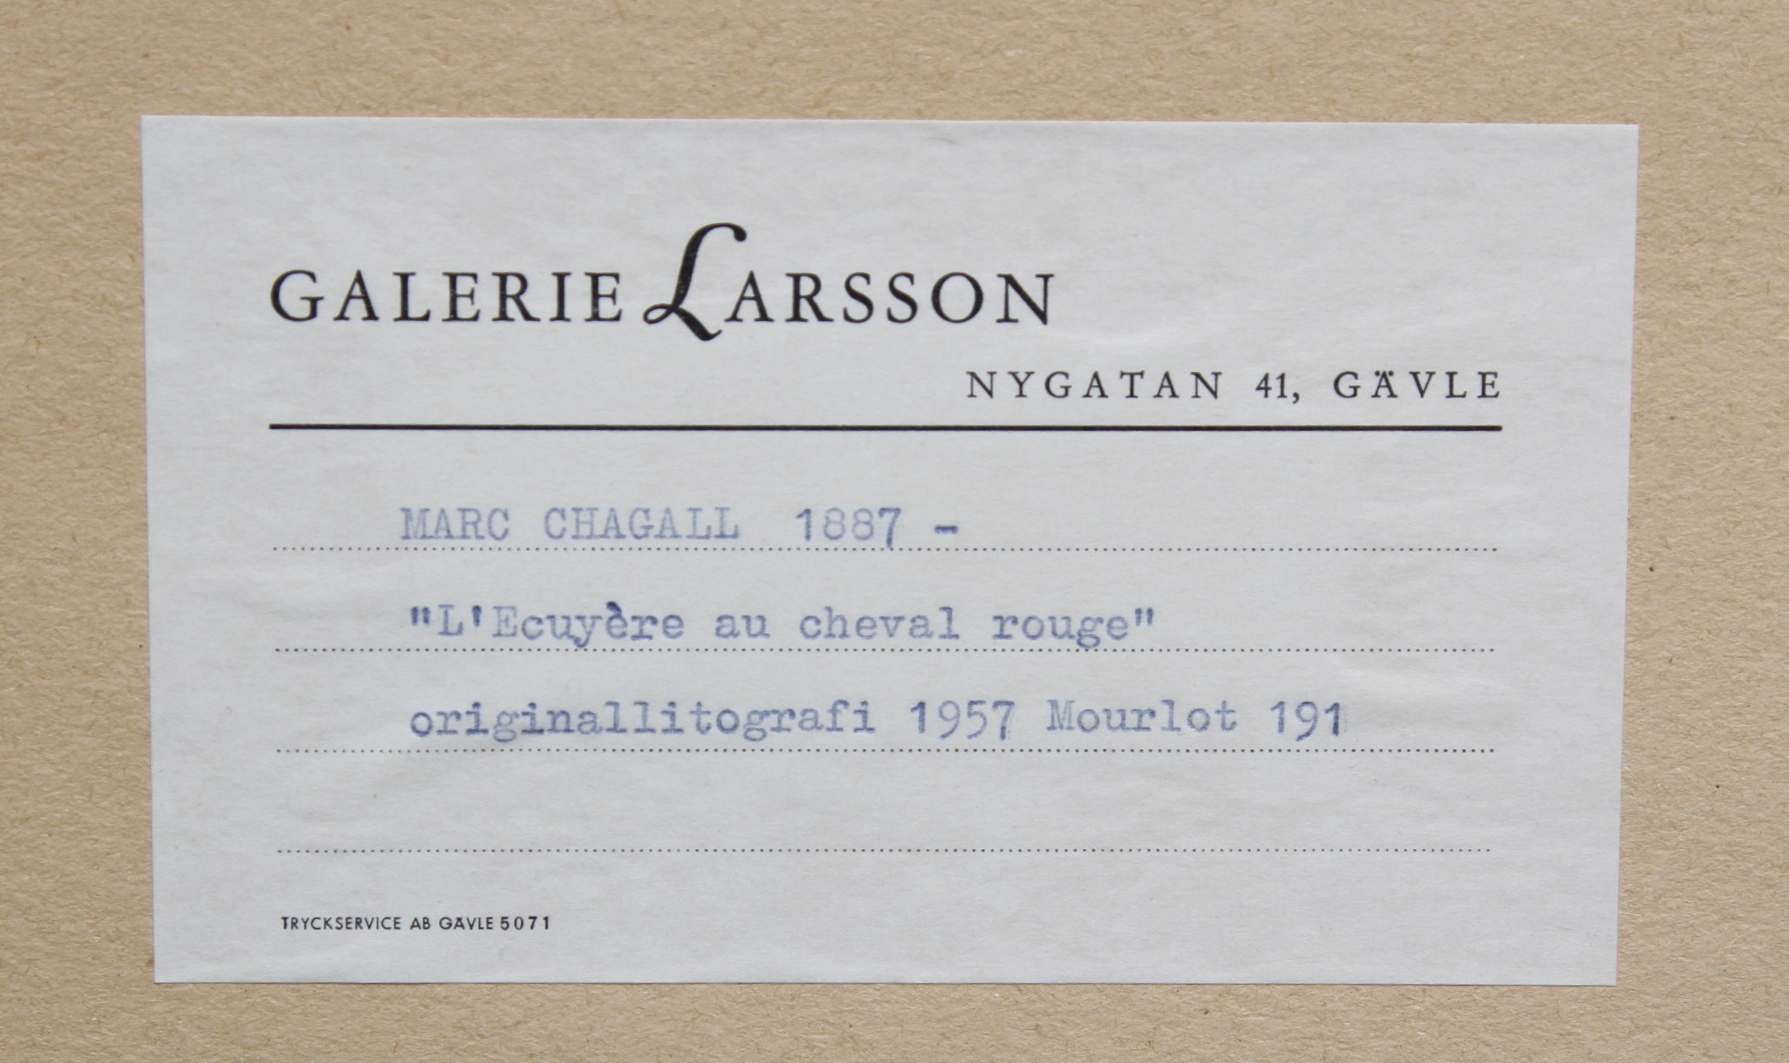 GALERIE LARSSON
NYGATAN 41, GÄVLE
MARC CHAGALL 1887 -
"L'Ecuyère au cheval rouge"
originallitografi 1957 Mourlot 191
TRYCKSERVICE AB GÄVLE 5071